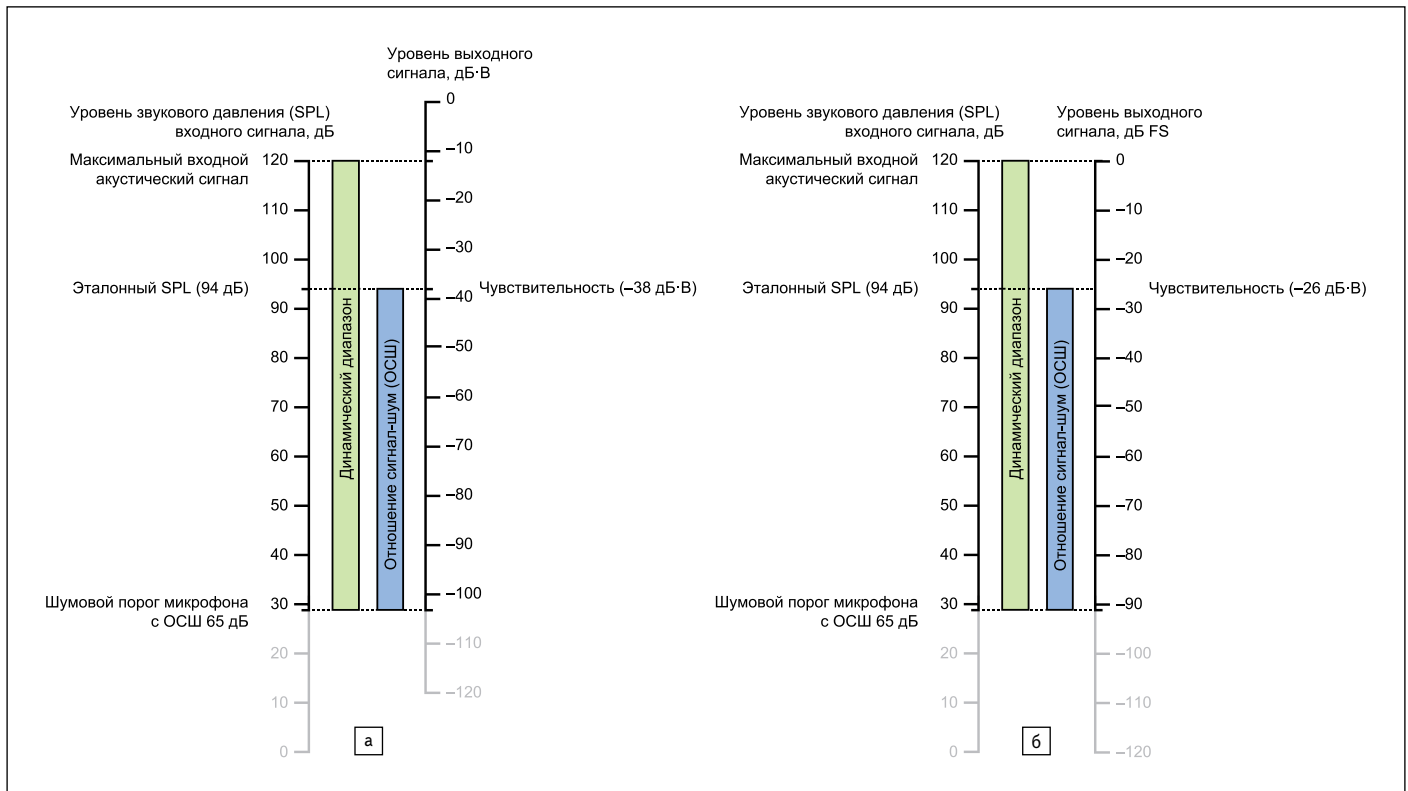 Уровень выходного
сигнала, дБ·В
Уровень звукового давления (SPL)
входного сигнала, дБ
Максимальный входной
акустический сигнал
Эталонный SPL (94 дБ)
Шумовой порог микрофона
с ОСШ 65 дБ
120
110
100
90
80
70
60
50
40
30
20
10
0
Динамический диапазон
Отношение сигнал-шум (ОСШ)
0
–10
–20
–30
–40
–50
–60
–70
–80
–90
–100
–110
–120
Чувствительность (–38 дБ·В)
а
Уровень звукового давления (SPL)
входного сигнала, дБ
Уровень выходного
сигнала, дБ FS
Максимальный входной
акустический сигнал
Эталонный SPL (94 дБ)
Шумовой порог микрофона
с ОСШ 65 дБ
120
110
100
90
80
70
60
50
40
30
20
10
0
Динамический диапазон
Отношение сигнал-шум (ОСШ)
0
–10
–20
–30
–40
–50
–60
–70
–80
–90
–100
–110
–120
Чувствительность (–26 дБ·В)
б